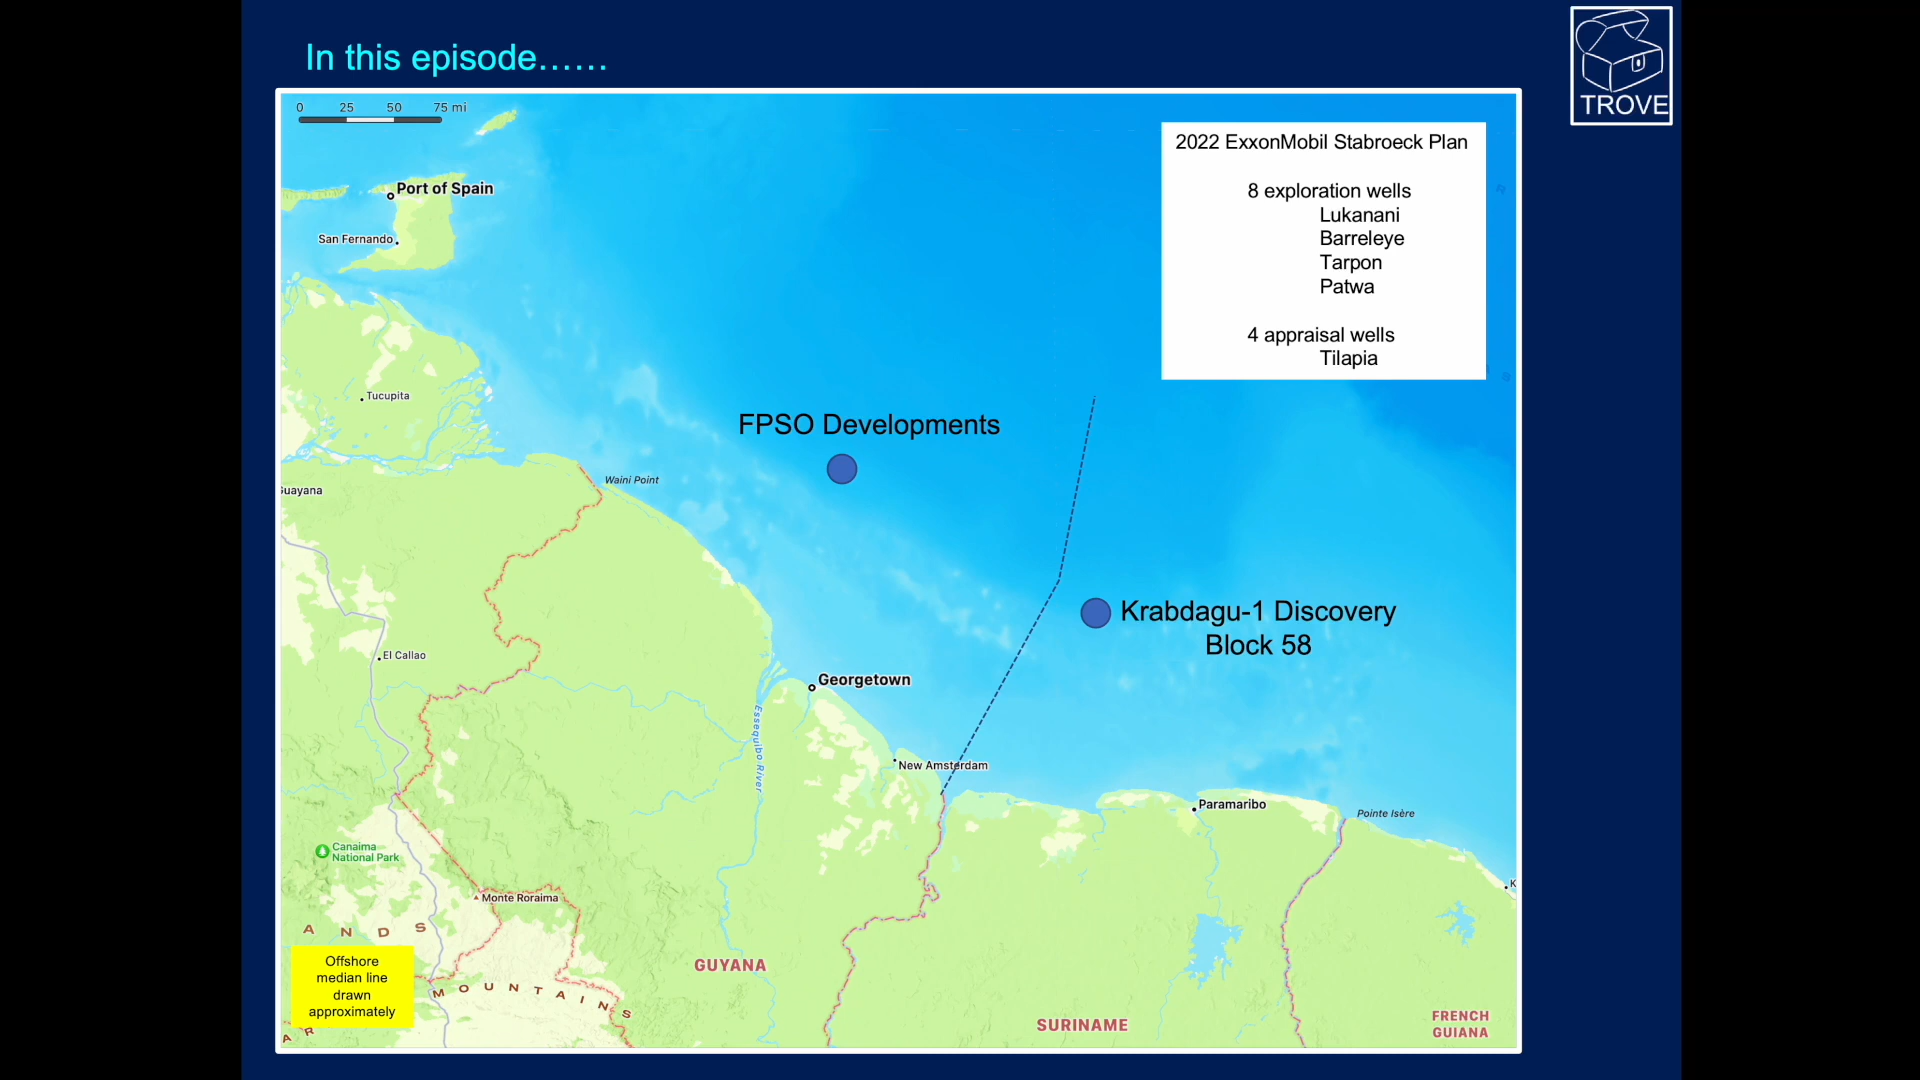 In this episode......
TROVE
0 25 50 75 mi
2022 ExxonMobil Stabroeck Plan
8 exploration wells
Lukanani
Barreleye
Tarpon
Patwa
4 appraisal wells
Tilapia
Port of Spain
San Fernando
Tucupita
FPSO Developments
Waini Point
Guayana
Krabdagu-1 Discovery
Block 58
El Callao
Georgetown
Essequibo River
New Amsterdam
Paramaribo
Pointe Isère
Canaima
National Park
K
Monte Roraima
A N D S
Offshore
median line
drawn
approximately
M O U N T A I N S
A R
GUYANA
SURINAME
FRENCH
GUIANA